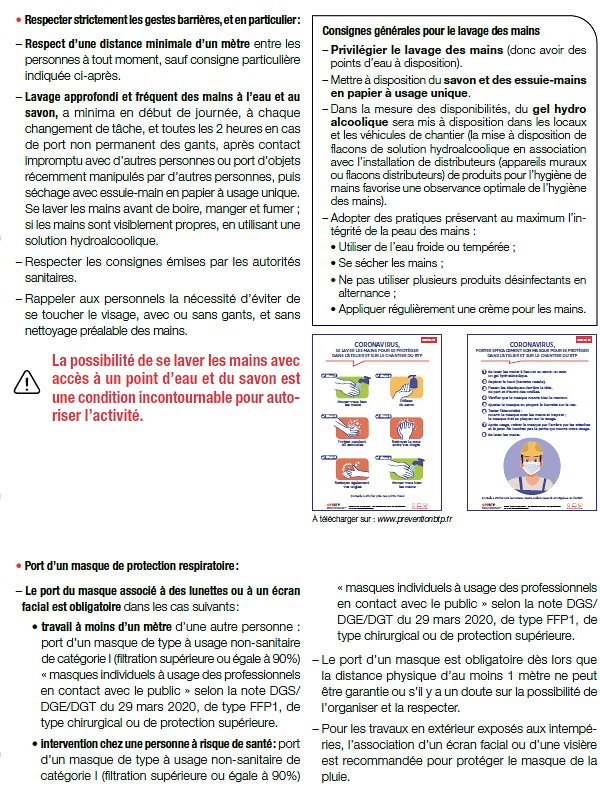 • Respecter strictement les gestes barrières, et en particulier :
– Respect d’une distance minimale d’un mètre entre les
personnes à tout moment, sauf consigne particulière
indiquée ci-après.
– Lavage approfondi et fréquent des mains à l’eau et au
savon, a minima en début de journée, à chaque
changement de tâche, et toutes les 2 heures en cas
de port non permanent des gants, après contact
impromptu avec d’autres personnes ou port d’objets
récemment manipulés par d’autres personnes, puis
séchage avec essuie-main en papier à usage unique.
Se laver les mains avant de boire, manger et fumer ;
si les mains sont visiblement propres, en utilisant une
solution hydroalcoolique.
– Respecter les consignes émises par les autorités
sanitaires.
– Rappeler aux personnels la nécessité d’éviter de
se toucher le visage, avec ou sans gants, et sans
nettoyage préalable des mains.
La possibilité de se laver les mains avec
accès à un point d’eau et du savon est
une condition incontournable pour auto-
riser l’activité.
Consignes générales pour le lavage des mains
– Privilégier le lavage des mains (donc avoir des
points d’eau à disposition).
– Mettre à disposition du savon et des essuie-mains
en papier à usage unique.
– Dans la mesure des disponibilités, du gel hydro
alcoolique sera mis à disposition dans les locaux
et les véhicules de chantier (la mise à disposition de
flacons de solution hydroalcoolique en association
avec l’installation de distributeurs (appareils muraux
ou flacons distributeurs) de produits pour l’hygiène de
mains favorise une observance optimale de l’hygiène
des mains).
– Adopter des pratiques préservant au maximum l’in-
tégrité de la peau des mains :
• Utiliser de l’eau froide ou tempérée ;
• Se sécher les mains ;
• Ne pas utiliser plusieurs produits désinfectants en
alternance ;
• Appliquer régulièrement une crème pour les mains.
CORONAVIRUS,
SE LAVER LES MAINS POUR SE PROTÉGER
DANS L’ATELIER ET SUR LE CHANTIER DU BTP
CORONAVIRUS,
PORTER EFFICACEMENT SON MASQUE POUR SE PROTÉGER
DANS L’ATELIER ET SUR LE CHANTIER DU BTP
À télécharger sur : www.preventionbtp.fr
• Port d’un masque de protection respiratoire :
– Le port du masque associé à des lunettes ou à un écran
facial est obligatoire dans les cas suivants :
• travail à moins d’un mètre d’une autre personne :
port d’un masque de type à usage non-sanitaire
de catégorie I (filtration supérieure ou égale à 90%)
« masques individuels à usage des professionnels
en contact avec le public » selon la note DGS/
DGE/DGT du 29 mars 2020, de type FFP1, de
type chirurgical ou de protection supérieure.
• intervention chez une personne à risque de santé : port
d’un masque de type à usage non-sanitaire de
catégorie I (filtration supérieure ou égale à 90%)
« masques individuels à usage des professionnels
en contact avec le public » selon la note DGS/
DGE/DGT du 29 mars 2020, de type FFP1, de
type chirurgical ou de protection supérieure.
– Le port d’un masque est obligatoire dès lors que
la distance physique d’au moins 1 mètre ne peut
être garantie ou s’il y a un doute sur la possibilité de
l’organiser et la respecter.
– Pour les travaux en extérieur exposés aux intempé-
ries, l’association d’un écran facial ou d’une visière
est recommandée pour protéger le masque de la
pluie.